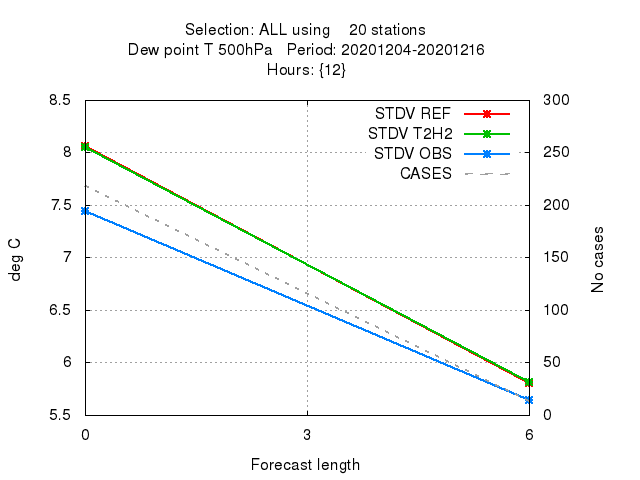 Selection: ALL using    20 stations
Dew point T 500hPa   Period: 20201204-20201216
Hours: {12}
STDV REF
STDV T2H2
STDV OBS
CASES
8.5
8
7.5
7
6.5
6
5.5
deg C
300
250
200
150
100
50
0
No cases
0
3
6
Forecast length